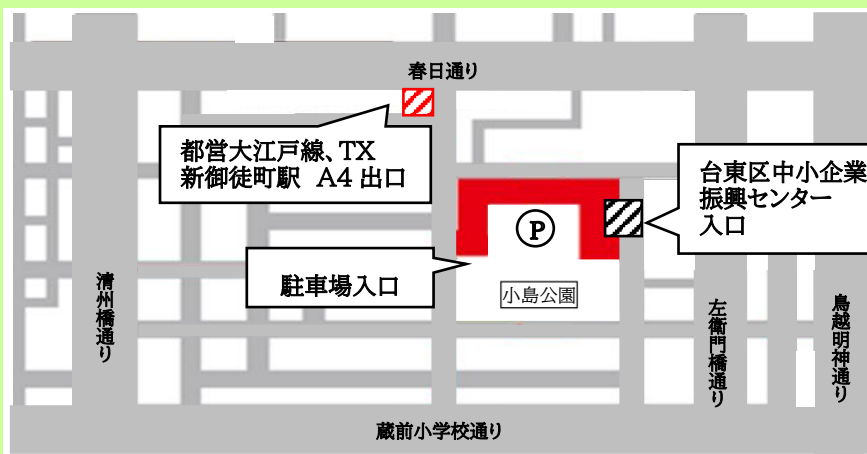 春日通り
都営大江戸線、TX
新御徒町駅 A4出口
台東区中小企業
振興センター
入口
P
駐車場入口
小島公園
清州橋通り
左衛門橋通り
鳥越明神通り
蔵前小学校通り